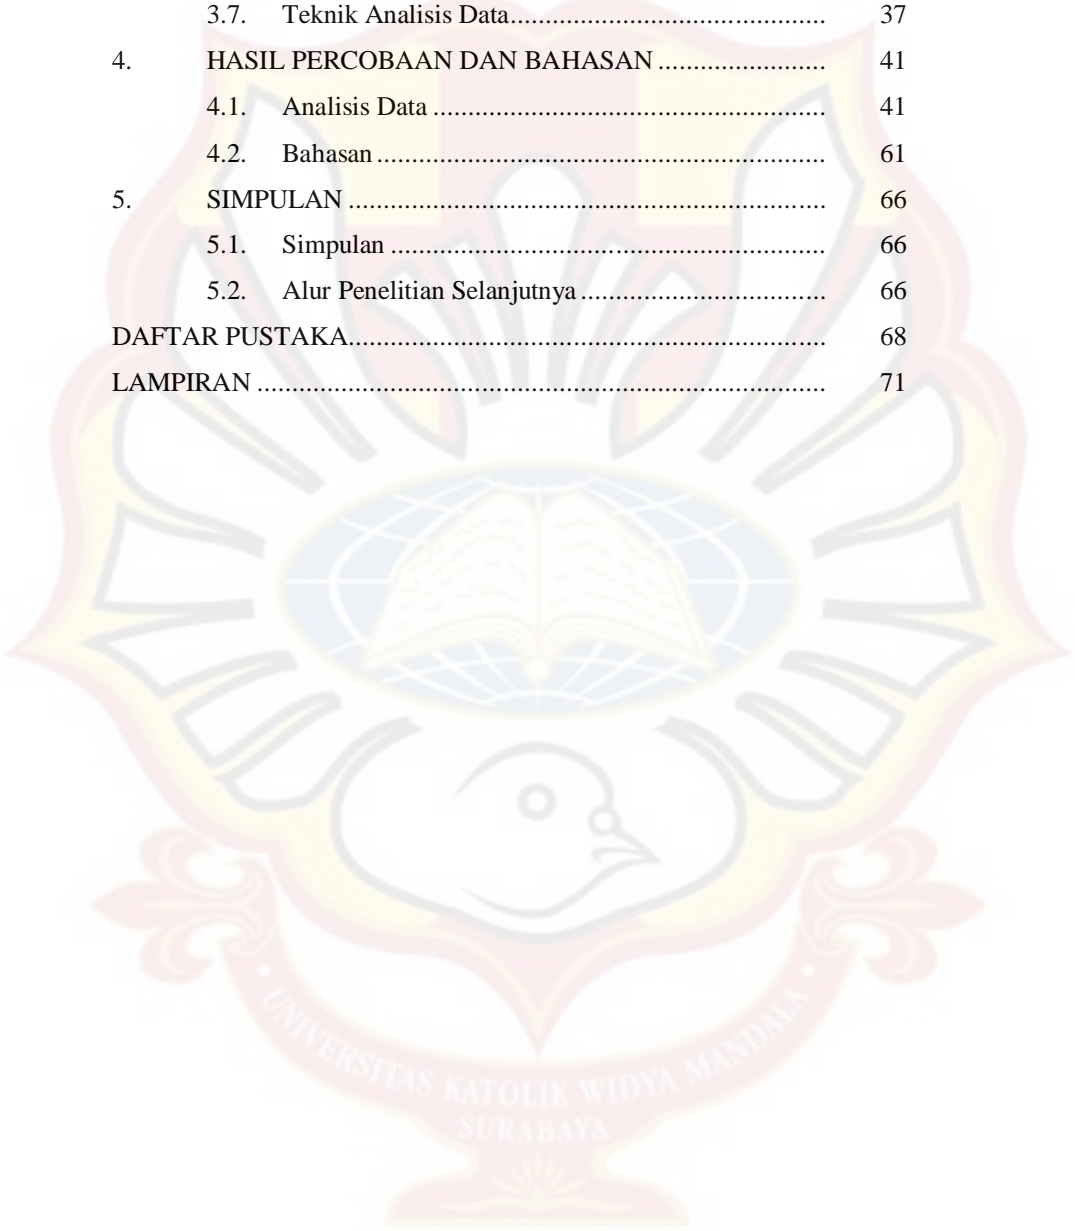 3.7. Teknik Analisis Data........................................... 37
4. HASIL PERCOBAAN DAN BAHASAN ....................... 41
4.1. Analisis Data ....................................................... 41
4.2. Bahasan ............................................................... 61
5. SIMPULAN .................................................................... 66
5.1. Simpulan ............................................................. 66
5.2. Alur Penelitian Selanjutnya .................................. 66
DAFTAR PUSTAKA................................................................... 68
LAMPIRAN ................................................................................ 71
UNIVERSITAS KATOLIK WIDYA MANDALA
SURABAYA